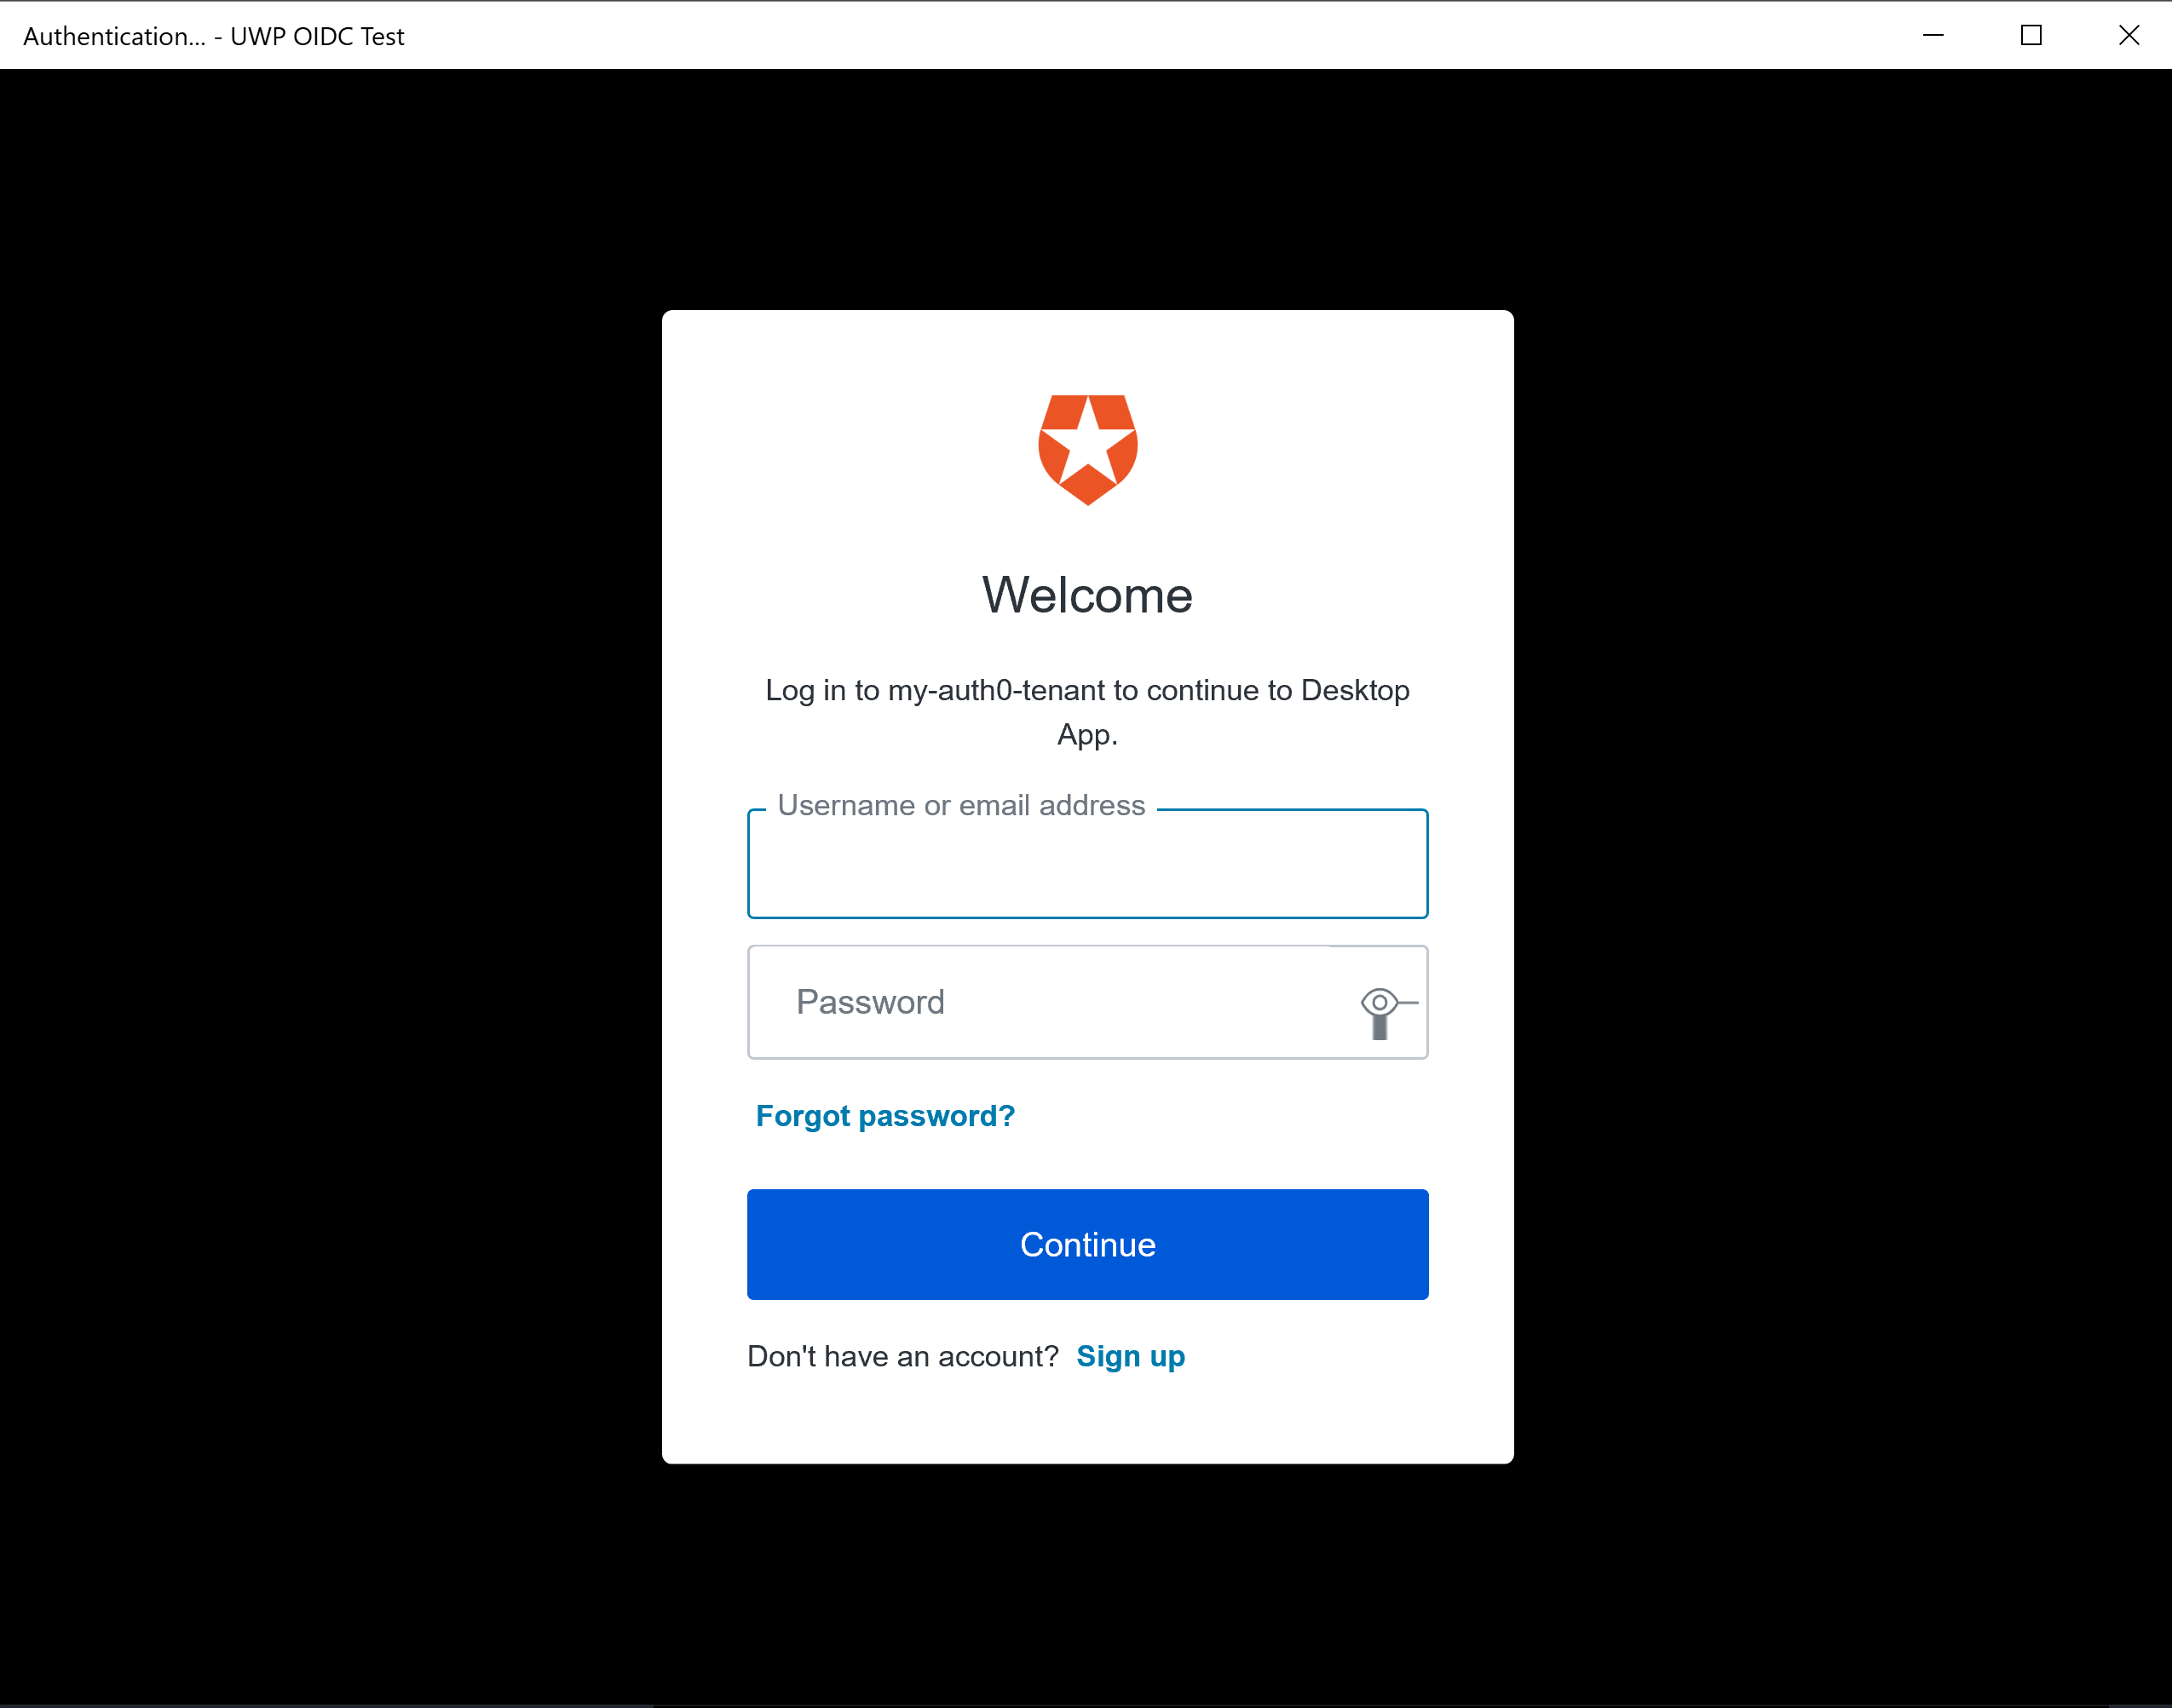 Authentication... - UWP OIDC Test
Welcome
Log in to my-auth0-tenant to continue to Desktop
App.
Username or email address
Password
Forgot password?
Continue
Don't have an account? Sign up